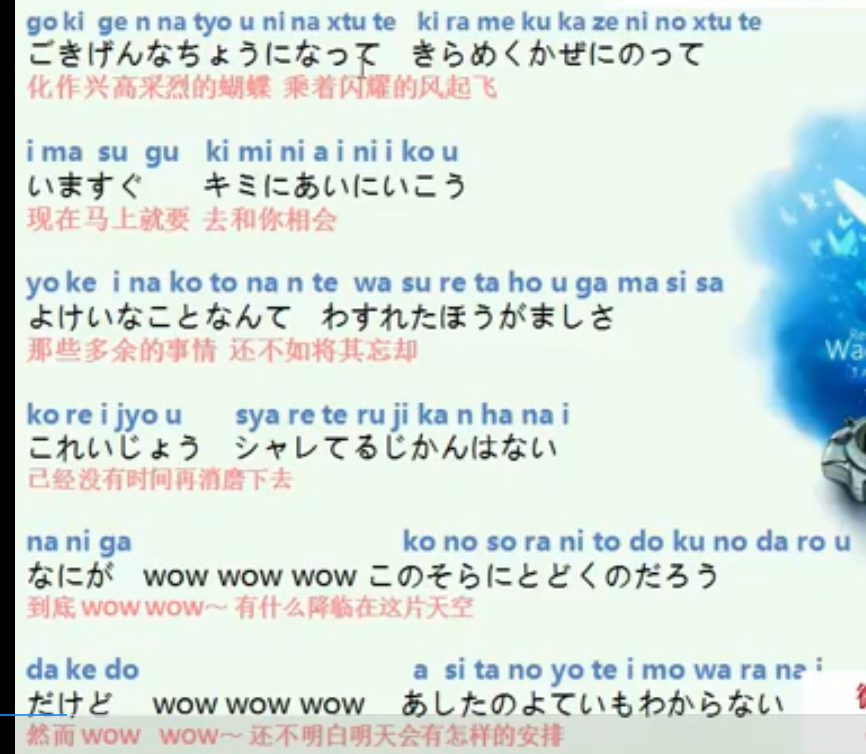 go ki ge n na tyo u ni na xtu te ki ra me ku ka ze ni no xtu te
ごきげんなちょうになって きらめくかぜにのって
化作兴高采烈的蝴蝶 乘着闪耀的风起飞
i ma su gu ki mi ni a i ni i ko u
いますぐ キミにあいにいこう
现在马上就要 去和你相会
yo ke i na ko to na n te wa su re ta ho u ga ma si sa
よけいなことなんて わすれたほうがましさ
那些多余的事情 还不如将其忘却
ko re i jyo u sya re te ru ji ka n ha na i
これいじょう シャレてるじかんはない
己经没有时间再消磨下去
na ni ga ko no so ra ni to do ku no da ro u
なにが wow wow wow このそらにとどくのだろう
到底 wow wow～ 有什么降临在这片天空
da ke do a si ta no yo te i mo wa ra na i
だけど wow wow wow あしたのよていもわからない
然而 wow wow～ 还不明白明天会有怎样的安排